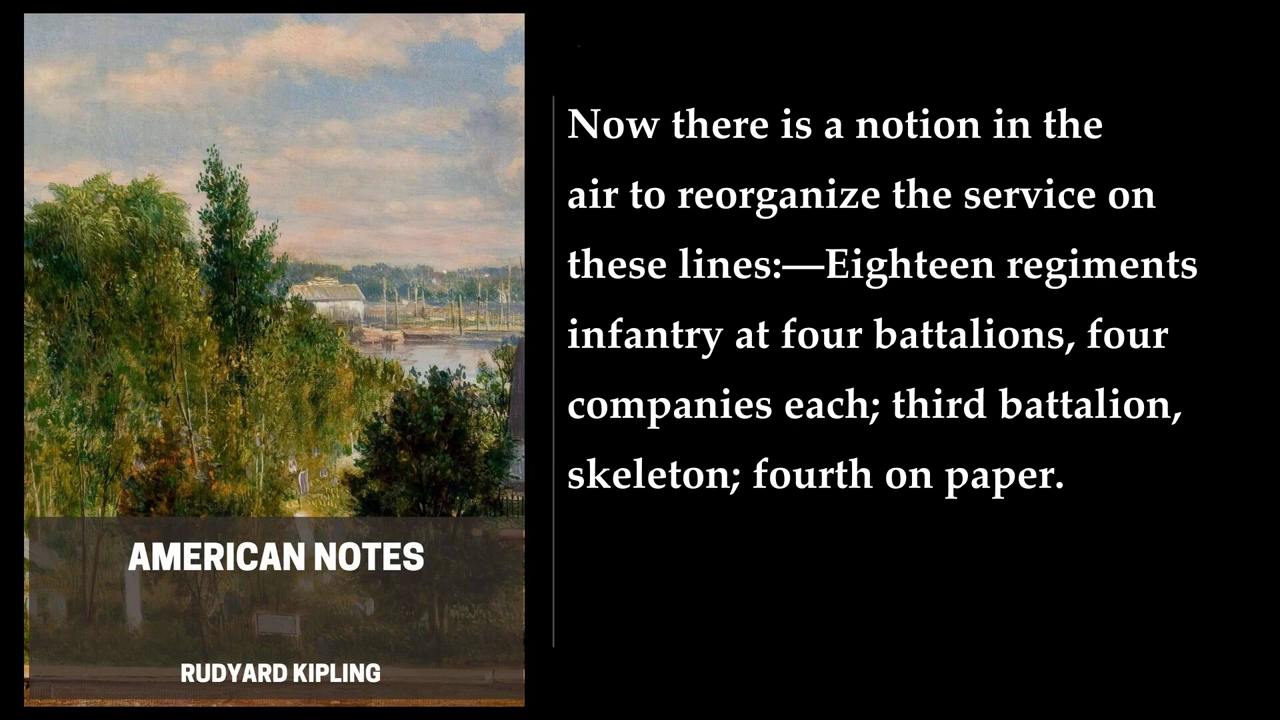 Now there is a notion in the
air to reorganize the service on
these lines:—Eighteen regiments
infantry at four battalions, four
companies each; third battalion,
skeleton; fourth on paper.
AMERICAN NOTES
RUDYARD KIPLING